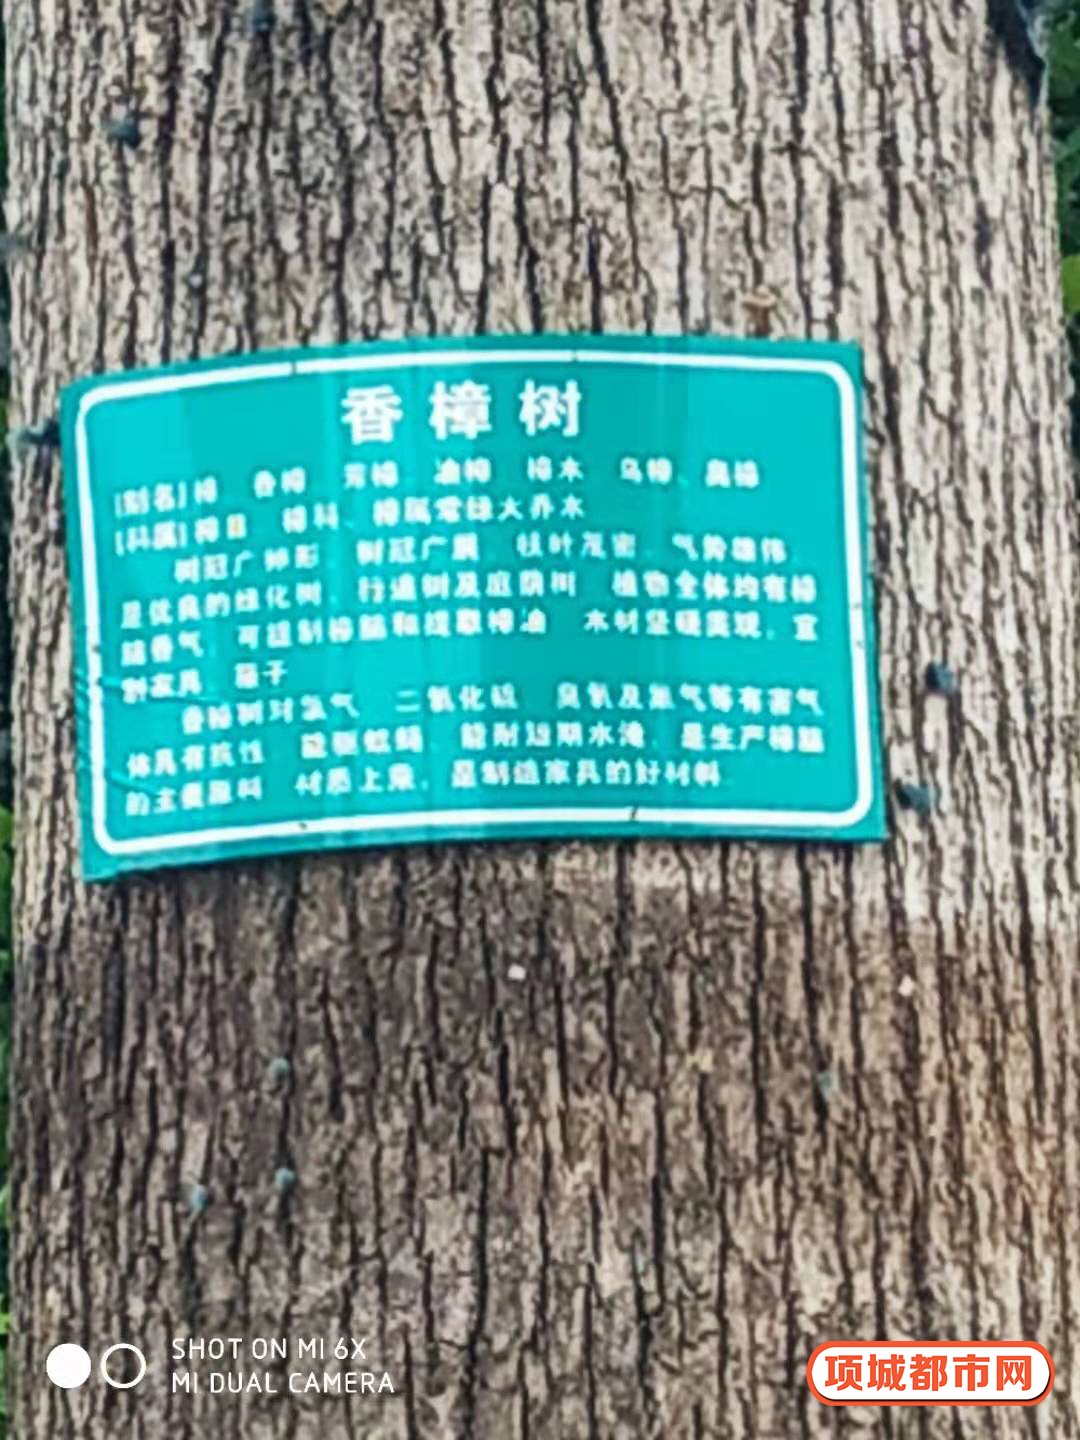 香樟树
[别名]樟 香樟 芳樟 油樟 樟木 乌樟、臭樟
[科属]樟目 樟科、樟属常绿大乔木
树冠广卵形 树冠广展 枝叶茂密 气势雄伟
是优良的绿化树、行道树及庭荫树 植物全体均有樟
脑香气 可提制樟脑和提取樟油 木材坚硬美观，宜
制家具 箱子
香樟树对氯气 二氧化硫 臭氧及氟气等有害气
体具有抗性 能驱蚊蝇 能耐短期水淹 是生产樟脑
的主要原料 材质上乘，是制造家具的好材料
SHOT ON MI 6X
MI DUAL CAMERA
项城都市网